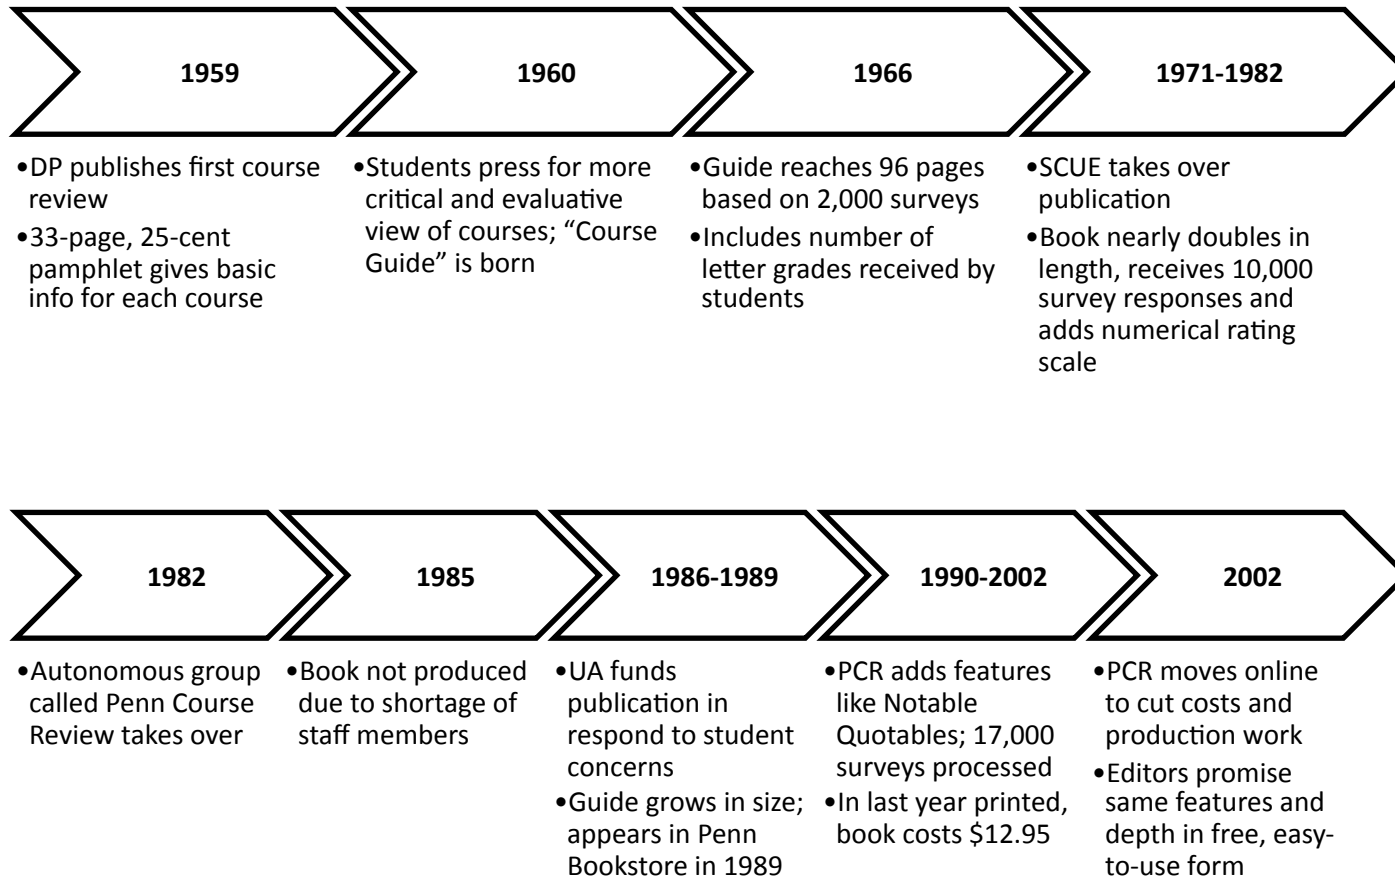 1959
1960
1966
1971-1982
•DP publishes first course
review
•33-page, 25-cent
pamphlet gives basic
info for each course
•Students press for more
critical and evaluative
view of courses; “Course
Guide” is born
•Guide reaches 96 pages
based on 2,000 surveys
•Includes number of
letter grades received by
students
•SCUE takes over
publication
•Book nearly doubles in
length, receives 10,000
survey responses and
adds numerical rating
scale
1982
1985
1986-1989
1990-2002
2002
•Autonomous group
called Penn Course
Review takes over
•Book not produced
due to shortage of
staff members
•UA funds
publication in
respond to student
concerns
•Guide grows in size;
appears in Penn
Bookstore in 1989
•PCR adds features
like Notable
Quotables; 17,000
surveys processed
•In last year printed,
book costs $12.95
•PCR moves online
to cut costs and
production work
•Editors promise
same features and
depth in free, easy-
to-use form